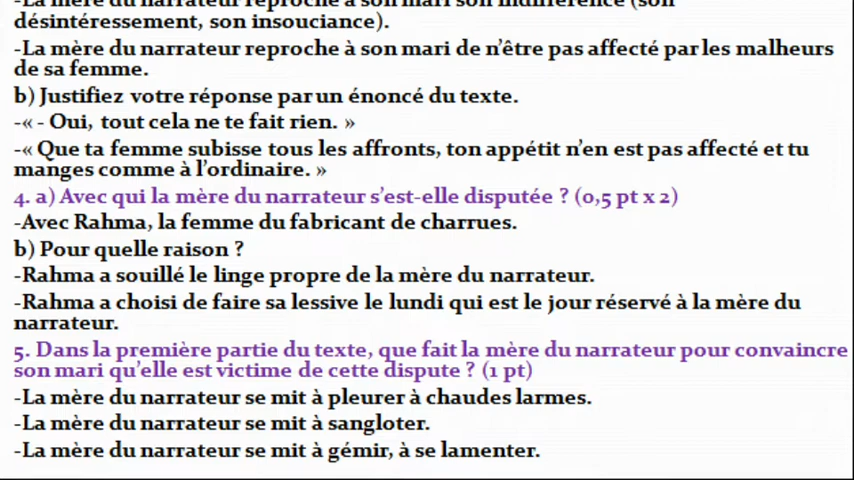 -La mère du narrateur reproche à son mari son indifférence (son
désintéressement, son insouciance).
-La mère du narrateur reproche à son mari de n'être pas affecté par les malheurs
de sa femme.
b) Justifiez votre réponse par un énoncé du texte.
-« - Oui, tout cela ne te fait rien. »
-« Que ta femme subisse tous les affronts, ton appétit n'en est pas affecté et tu
manges comme à l'ordinaire. »
4. a) Avec qui la mère du narrateur s'est-elle disputée ? (0,5 pt x 2)
-Avec Rahma, la femme du fabricant de charrues.
b) Pour quelle raison ?
-Rahma a souillé le linge propre de la mère du narrateur.
-Rahma a choisi de faire sa lessive le lundi qui est le jour réservé à la mère du
narrateur.
5. Dans la première partie du texte, que fait la mère du narrateur pour convaincre
son mari qu'elle est victime de cette dispute ? (1 pt)
-La mère du narrateur se mit à pleurer à chaudes larmes.
-La mère du narrateur se mit à sangloter.
-La mère du narrateur se mit à gémir, à se lamenter.